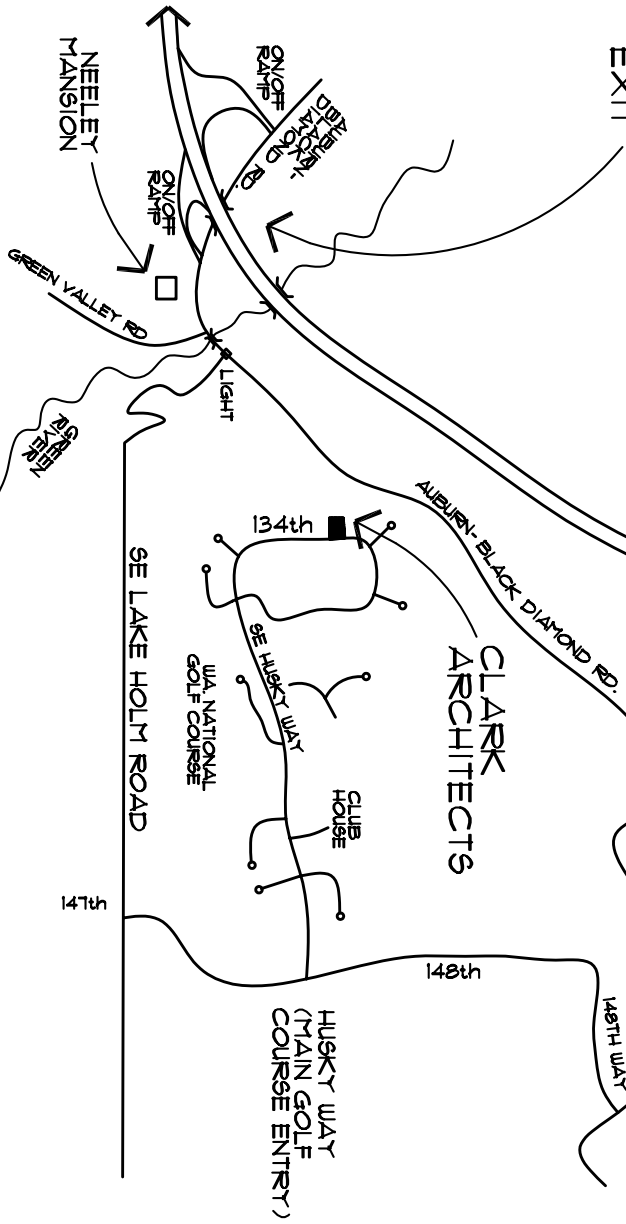 EXIT
NEELEY
MANSION
ON/OFF
RAMP
AUBURN-
BLACK
DIAMOND
RD.
ON/OFF
RAMP
GREEN VALLEY RD
LIGHT
GREEN
RIVER
AUBURN-BLACK DIAMOND RD.
134th
CLARK
ARCHITECTS
SE LAKE HOLM ROAD
SE HUSKY WAY
WA. NATIONAL
GOLF COURSE
CLUB
HOUSE
147th
148th
148TH WAY
HUSKY WAY
(MAIN GOLF
COURSE ENTRY)